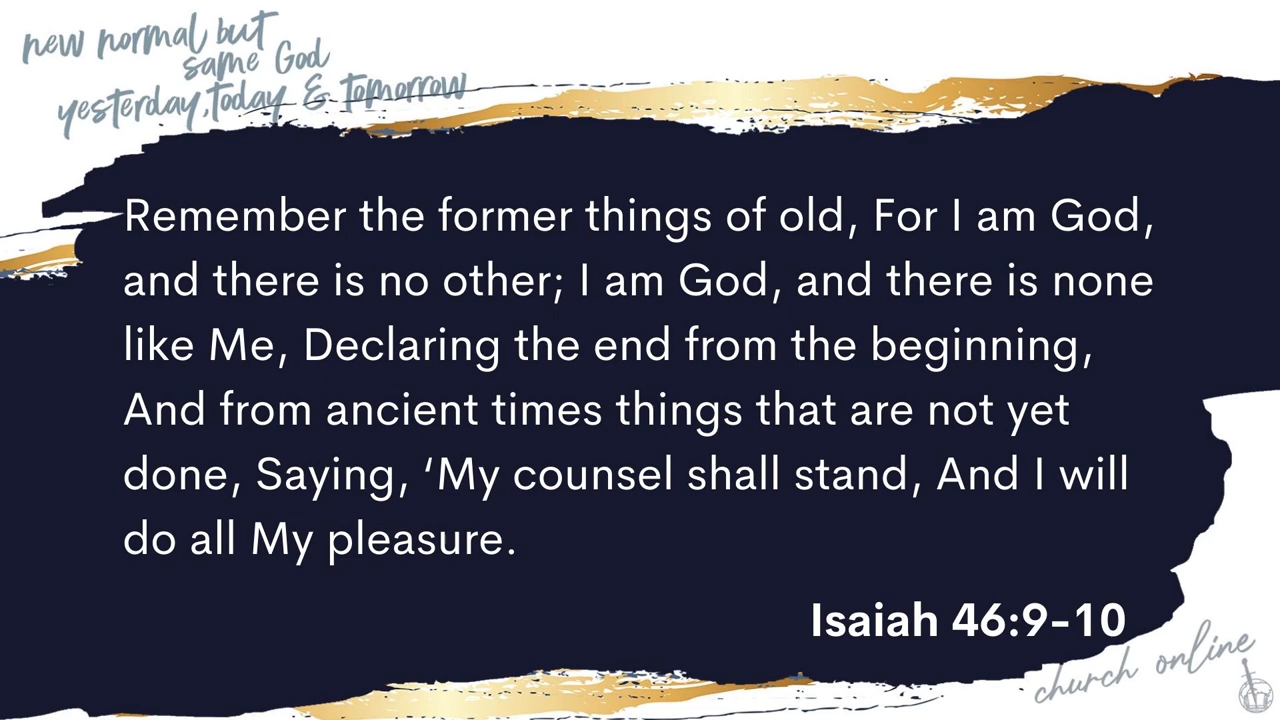 new normal but
same God
yesterday, today & tomorrow
Remember the former things of old, For I am God,
and there is no other; I am God, and there is none
like Me, Declaring the end from the beginning,
And from ancient times things that are not yet
done, Saying, ‘My counsel shall stand, And I will
do all My pleasure.
Isaiah 46:9-10
church online